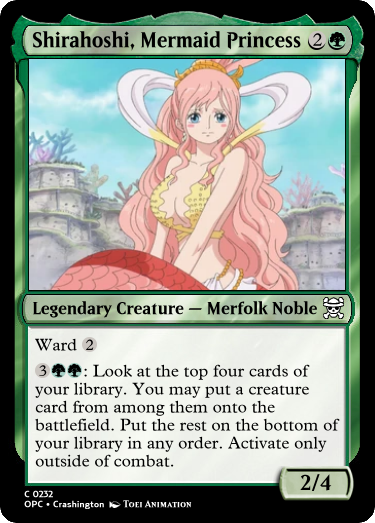 Shirahoshi, Mermaid Princess 2
Legendary Creature — Merfolk Noble
Ward 2
3: Look at the top four cards of
your library. You may put a creature
card from among them onto the
battlefield. Put the rest on the bottom of
your library in any order. Activate only
outside of combat.
2/4
C 0232
OPC • Crashington Toei Animation